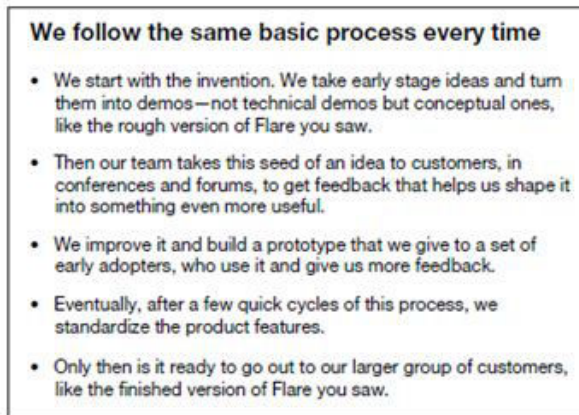 We follow the same basic process every time
• We start with the invention. We take early stage ideas and turn
them into demos—not technical demos but conceptual ones,
like the rough version of Flare you saw.
• Then our team takes this seed of an idea to customers, in
conferences and forums, to get feedback that helps us shape it
into something even more useful.
• We improve it and build a prototype that we give to a set of
early adopters, who use it and give us more feedback.
• Eventually, after a few quick cycles of this process, we
standardize the product features.
• Only then is it ready to go out to our larger group of customers,
like the finished version of Flare you saw.